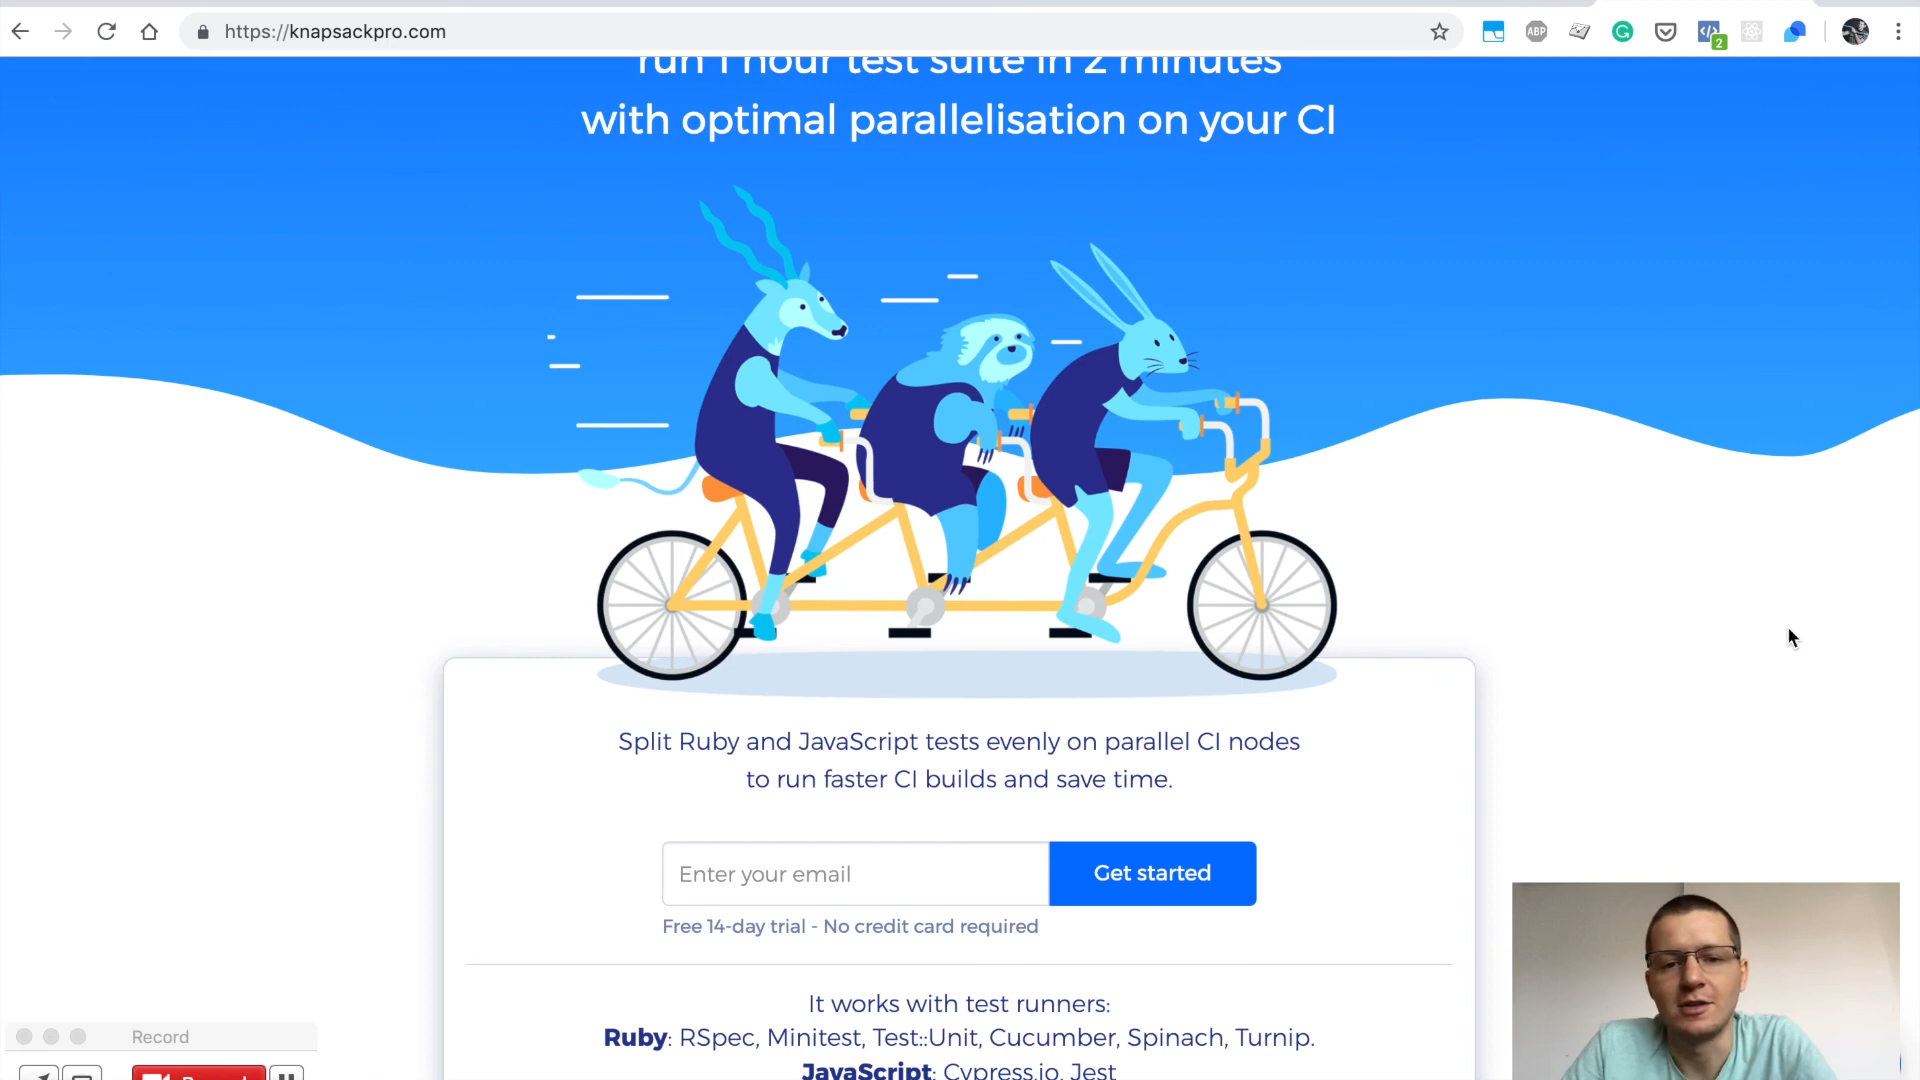 https://knapsackpro.com
ABP
2
run 1 hour test suite in 2 minutes
with optimal parallelisation on your CI
Split Ruby and JavaScript tests evenly on parallel CI nodes
to run faster CI builds and save time.
Enter your email
Get started
Free 14-day trial - No credit card required
It works with test runners:
Ruby: RSpec, Minitest, Test::Unit, Cucumber, Spinach, Turnip.
JavaScript: Cypress.io, Jest
Record
Record